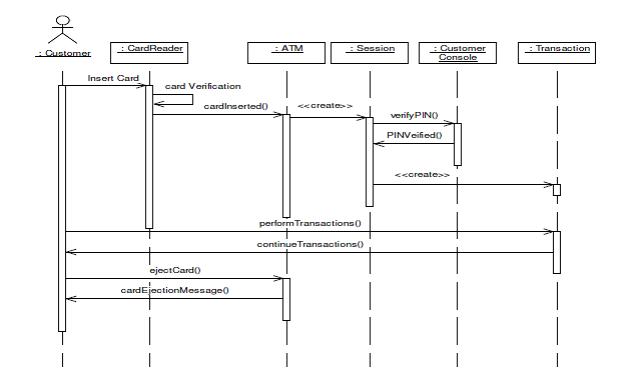 : Customer
: CardReader
: ATM
: Session
: Customer
Console
: Transaction
Insert Card
card Verification
cardInserted()
<<create>>
verifyPIN()
PINVeified()
<<create>>
performTransactions()
continueTransactions()
ejectCard()
cardEjectionMessage()